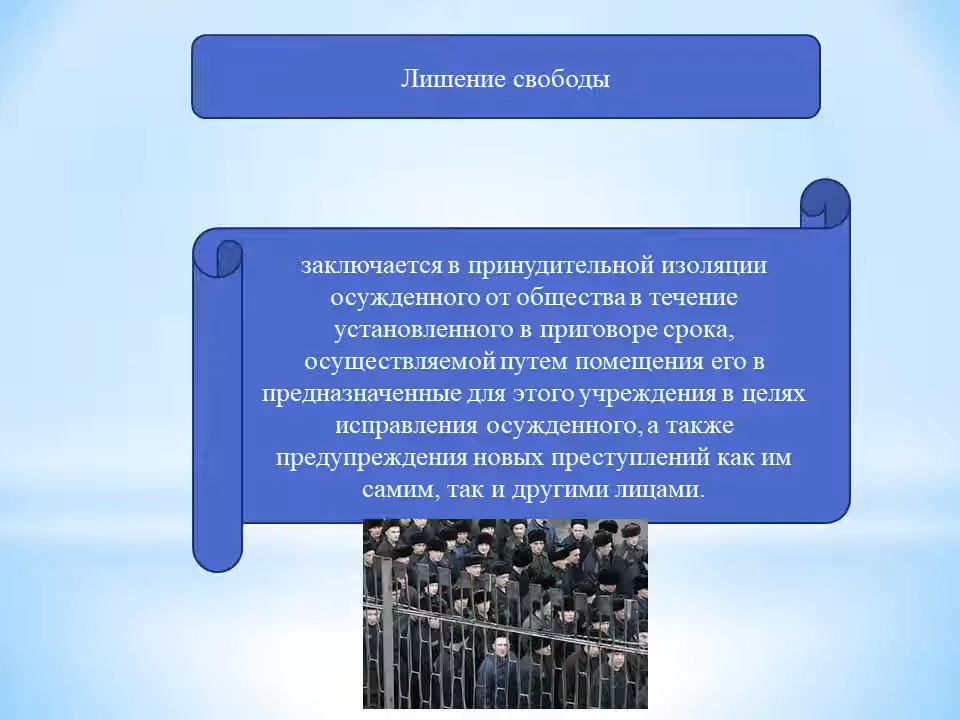 Лишение свободы
заключается в принудительной изоляции
осужденного от общества в течение
установленного в приговоре срока,
осуществляемой путем помещения его в
предназначенные для этого учреждения в целях
исправления осужденного, а также
предупреждения новых преступлений как им
самим, так и другими лицами.